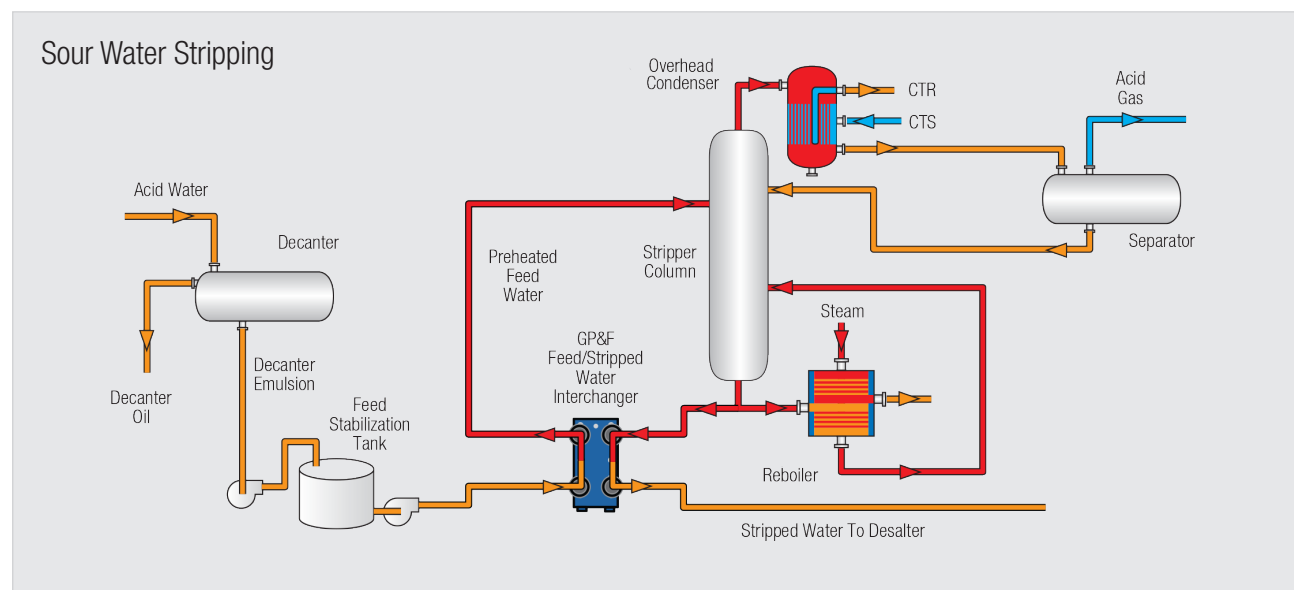 Sour Water Stripping
Overhead
Condenser
CTR
CTS
Acid
Gas
Acid Water
Decanter
Preheated
Feed
Water
Stripper
Column
Separator
Steam
GP&F
Feed/Stripped
Water
Interchanger
Decanter
Emulsion
Decanter
Oil
Feed
Stabilization
Tank
Reboiler
Stripped Water To Desalter